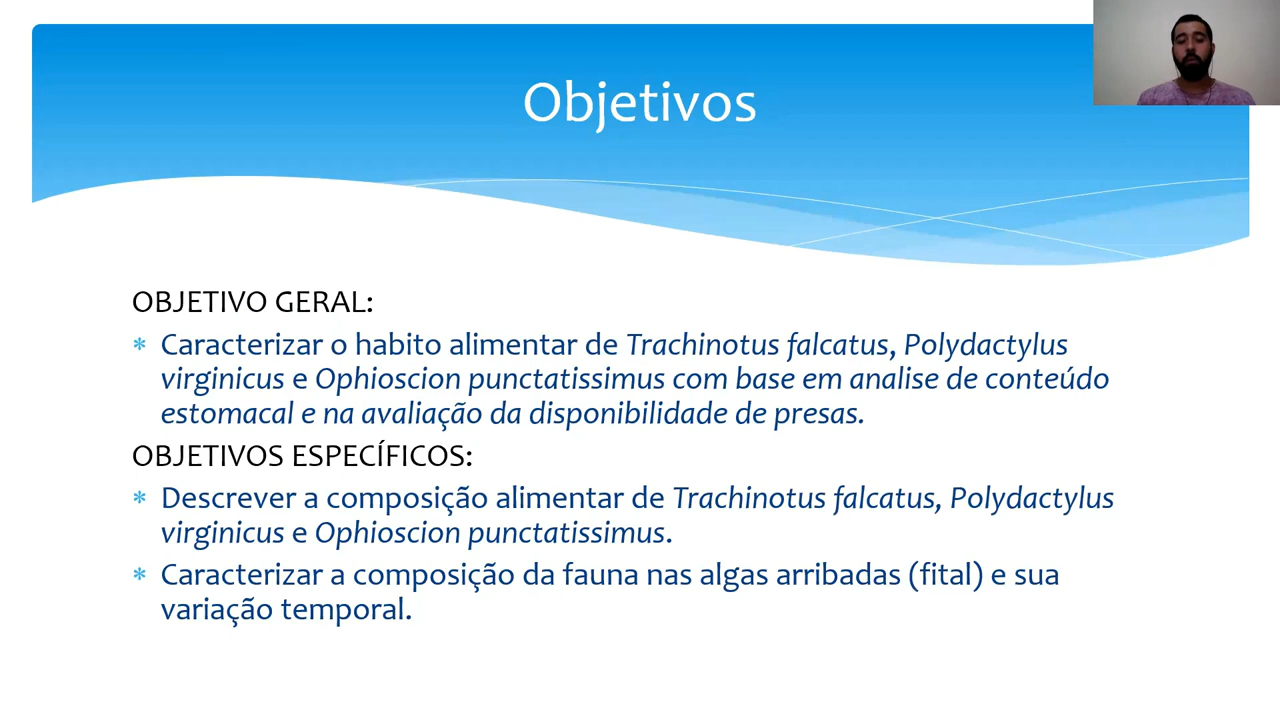 Objetivos
OBJETIVO GERAL:
* Caracterizar o habito alimentar de Trachinotus falcatus, Polydactylus
virginicus e Ophioscion punctatissimus com base em analise de conteúdo
estomacal e na avaliação da disponibilidade de presas.
OBJETIVOS ESPECÍFICOS:
* Descrever a composição alimentar de Trachinotus falcatus, Polydactylus
virginicus e Ophioscion punctatissimus.
* Caracterizar a composição da fauna nas algas arribadas (fital) e sua
variação temporal.